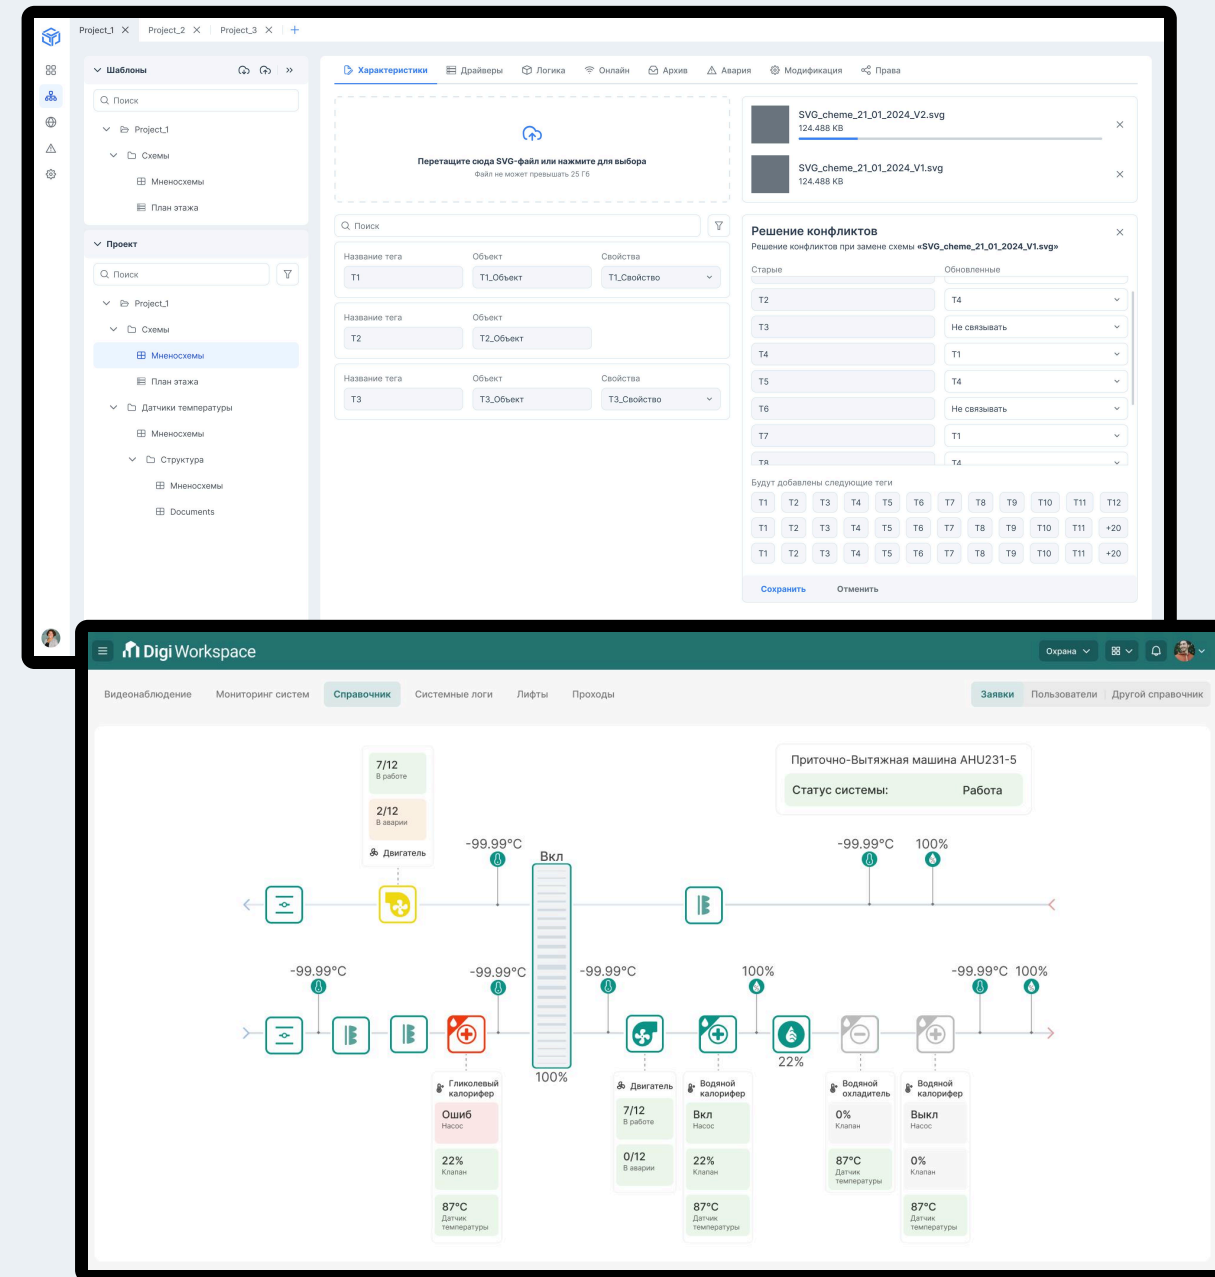 Project_1
Project_2
Project_3
Шаблоны
Поиск
Project_1
Схемы
Мненосхемы
План этажа
Проект
Поиск
Project_1
Схемы
Мненосхемы
План этажа
Датчики температуры
Мненосхемы
Структура
Мненосхемы
Documents
Характеристики
Драйверы
Логика
Онлайн
Архив
Авария
Модификация
Права
Перетащите сюда SVG-файл или нажмите для выбора
Файл не может превышать 25 Гб
SVG_cheme_21_01_2024_V2.svg
124.488 KB
SVG_cheme_21_01_2024_V1.svg
124.488 KB
Поиск
Название тега Объект Свойства
T1 T1_Объект T1_Свойство
Название тега Объект
T2 T2_Объект
Название тега Объект Свойства
T3 T3_Объект T3_Свойство
Решение конфликтов
Решение конфликтов при замене схемы «SVG_cheme_21_01_2024_V1.svg»
Старые Обновленные
T2 T4
T3 Не связывать
T4 T1
T5 T4
T6 Не связывать
T7 T1
T8 T4
Будут добавлены следующие теги
T1 T2 T3 T4 T5 T6 T7 T8 T9 T10 T11 T12
T1 T2 T3 T4 T5 T6 T7 T8 T9 T10 T11 +20
T1 T2 T3 T4 T5 T6 T7 T8 T9 T10 T11 +20
Сохранить Отменить
Digi Workspace
Охрана
Видеонаблюдение Мониторинг систем Справочник Системные логи Лифты Проходы
Заявки Пользователи Другой справочник
7/12
В работе
2/12
В аварии
Двигатель
Приточно-Вытяжная машина AHU231-5
Статус системы: Работа
-99.99°C
Вкл
-99.99°C 100%
-99.99°C
-99.99°C
-99.99°C
100%
-99.99°C 100%
22%
100%
Гликолевый
калорифер
Ошиб
Насос
22%
Клапан
87°C
Датчик
температуры
Двигатель
7/12
В работе
0/12
В аварии
Водяной
калорифер
Вкл
Насос
22%
Клапан
87°C
Датчик
температуры
Водяной
охладитель
0%
Клапан
87°C
Датчик
температуры
Водяной
калорифер
Выкл
Насос
0%
Клапан
87°C
Датчик
температуры